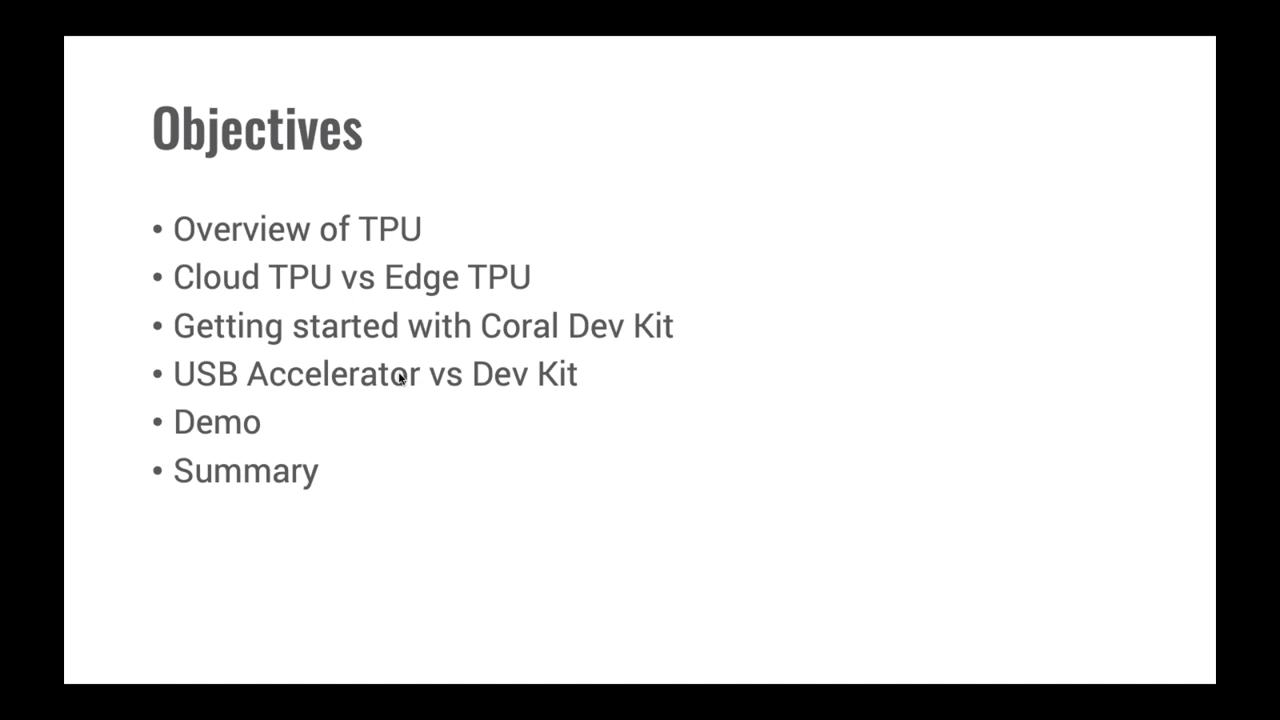 Objectives
• Overview of TPU
• Cloud TPU vs Edge TPU
• Getting started with Coral Dev Kit
• USB Accelerator vs Dev Kit
• Demo
• Summary